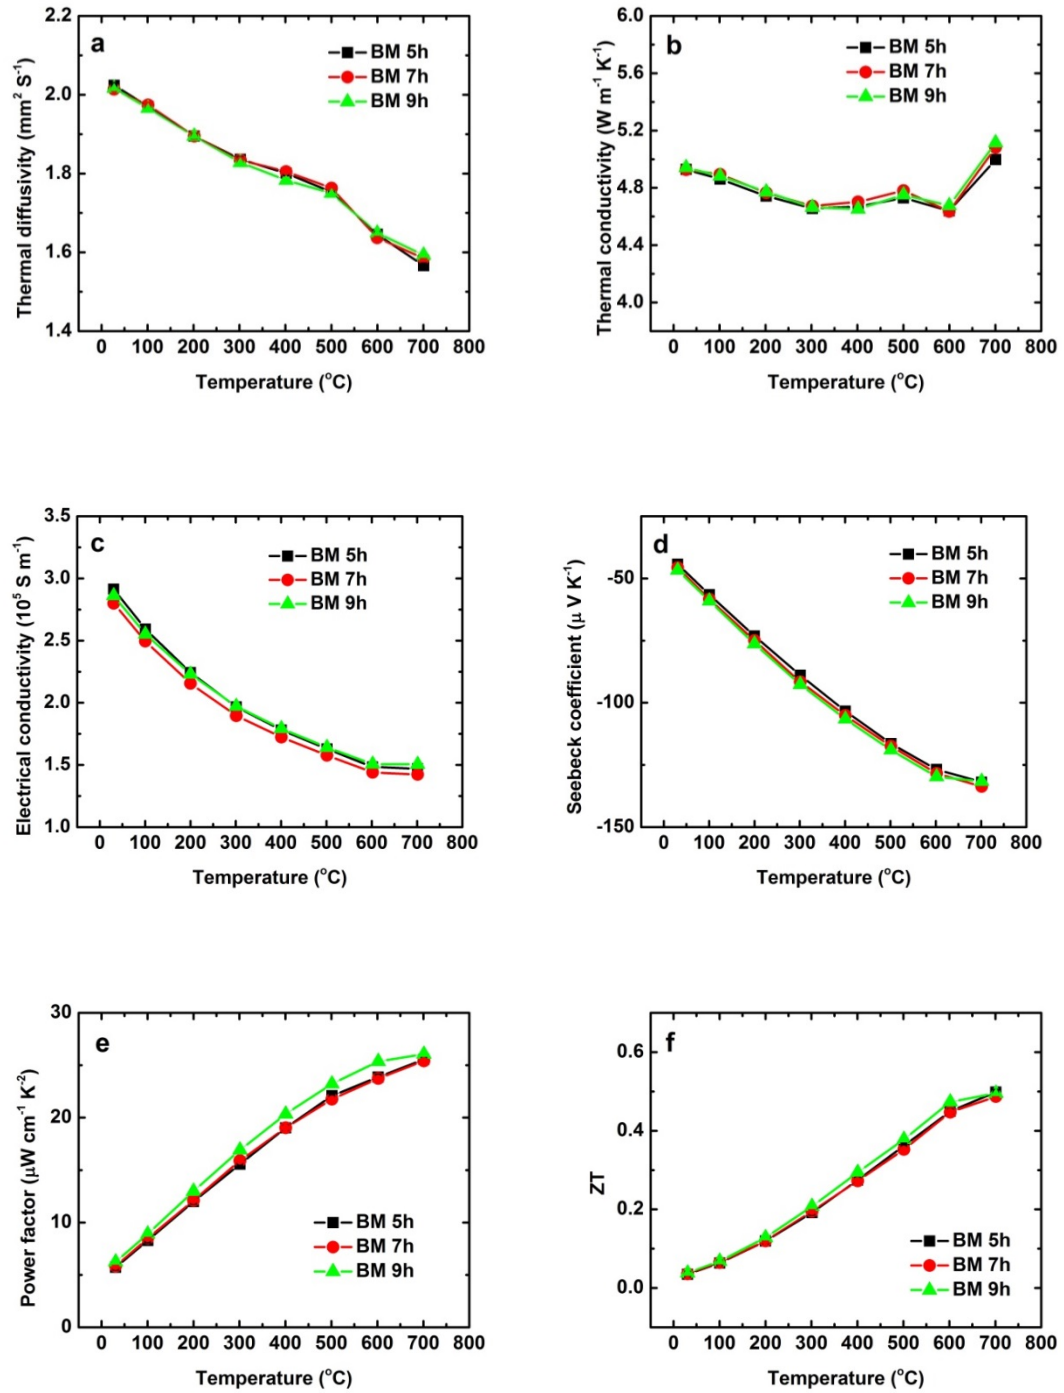 a
BM 5h
BM 7h
BM 9h
Thermal diffusivity (mm² S⁻¹)
2.2
2.0
1.8
1.6
1.4
0 100 200 300 400 500 600 700 800
Temperature (°C)
b
BM 5h
BM 7h
BM 9h
Thermal conductivity (W m⁻¹ K⁻¹)
6.0
5.6
5.2
4.8
4.4
4.0
0 100 200 300 400 500 600 700 800
Temperature (°C)
c
BM 5h
BM 7h
BM 9h
Electrical conductivity (10⁵ S m⁻¹)
3.5
3.0
2.5
2.0
1.5
1.0
0 100 200 300 400 500 600 700 800
Temperature (°C)
d
BM 5h
BM 7h
BM 9h
Seebeck coefficient (μ V K⁻¹)
-50
-100
-150
0 100 200 300 400 500 600 700 800
Temperature (°C)
e
BM 5h
BM 7h
BM 9h
Power factor (μW cm⁻¹ K⁻²)
30
20
10
0
0 100 200 300 400 500 600 700 800
Temperature (°C)
f
BM 5h
BM 7h
BM 9h
ZT
0.6
0.4
0.2
0.0
0 100 200 300 400 500 600 700 800
Temperature (°C)